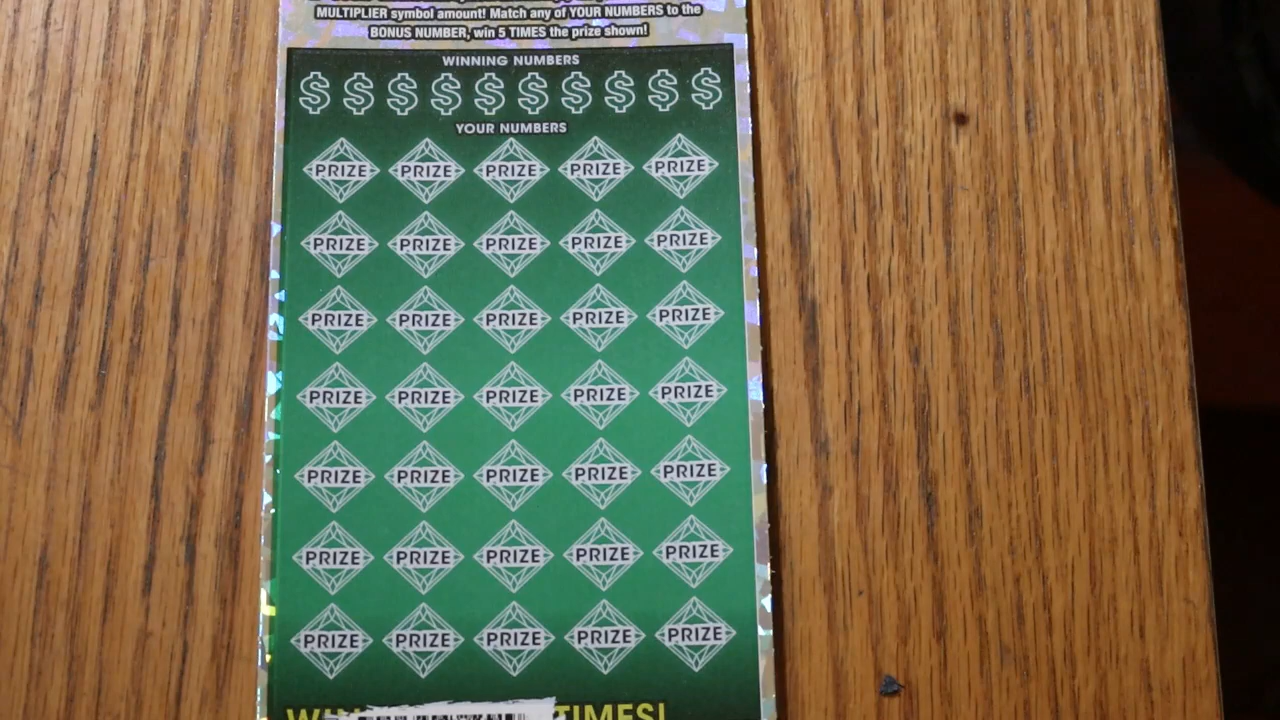 MULTIPLIER symbol amount! Match any of YOUR NUMBERS to the
BONUS NUMBER, win 5 TIMES the prize shown!
WINNING NUMBERS
$ $ $ $ $ $ $ $ $ $
YOUR NUMBERS
PRIZE PRIZE PRIZE PRIZE PRIZE
PRIZE PRIZE PRIZE PRIZE PRIZE
PRIZE PRIZE PRIZE PRIZE PRIZE
PRIZE PRIZE PRIZE PRIZE PRIZE
PRIZE PRIZE PRIZE PRIZE PRIZE
PRIZE PRIZE PRIZE PRIZE PRIZE
PRIZE PRIZE PRIZE PRIZE PRIZE
TIMES!